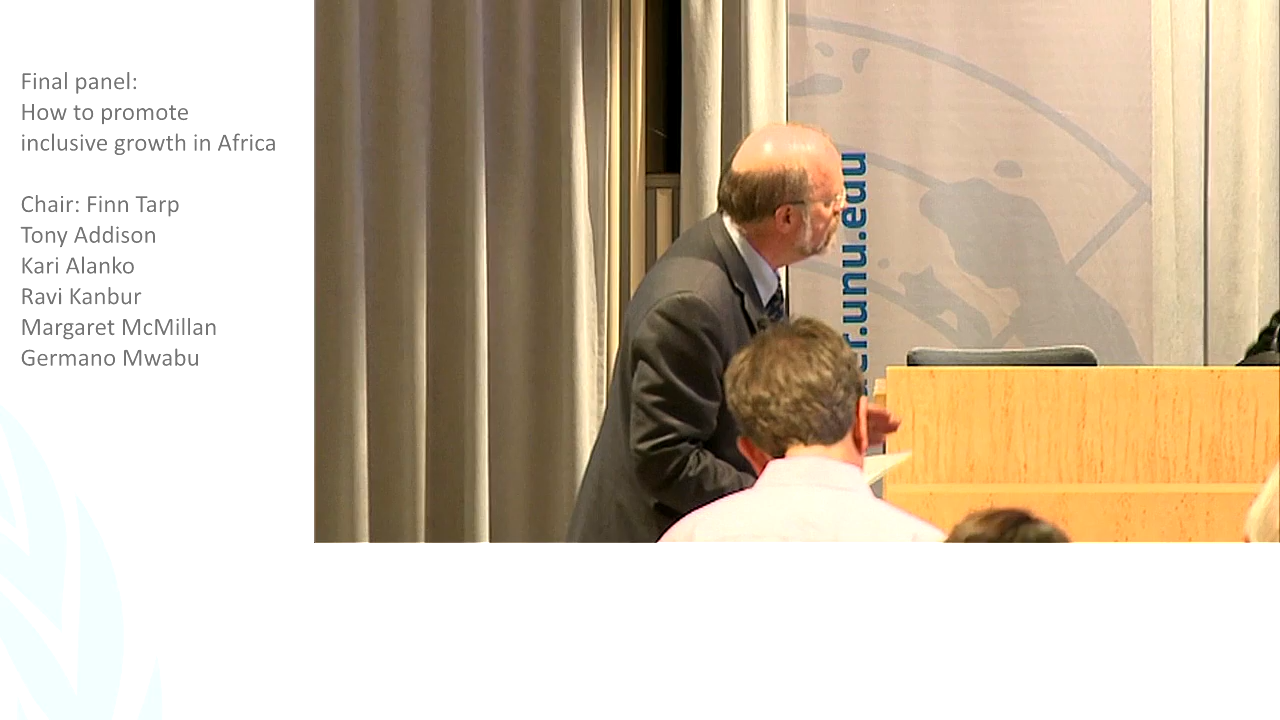 Final panel:
How to promote
inclusive growth in Africa
Chair: Finn Tarp
Tony Addison
Kari Alanko
Ravi Kanbur
Margaret McMillan
Germano Mwabu
r.unu.edu